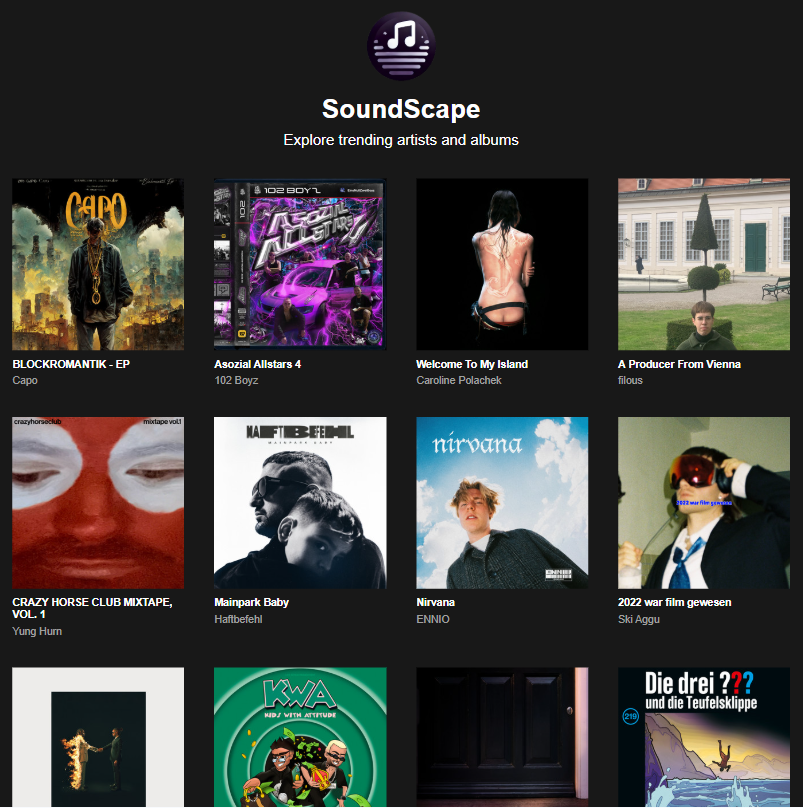 SoundScape
Explore trending artists and albums
CAPO
102 BOYZ
102
ASOZIAL
ALLSTARS 4
BLOCKROMANTIK - EP
Capo
Asozial Allstars 4
102 Boyz
Welcome To My Island
Caroline Polachek
A Producer From Vienna
filous
crazyhorseclub
mixtape vol.1
HAFTBEFEHL
MAINPARK BABY
nirvana
ENNIO
2022 war film gewesen
CRAZY HORSE CLUB MIXTAPE,
VOL. 1
Yung Hurn
Mainpark Baby
Haftbefehl
Nirvana
ENNIO
2022 war film gewesen
Ski Aggu
KWA
KIDS WITH ATTITUDE
Die drei ???
und die Teufelsklippe
219